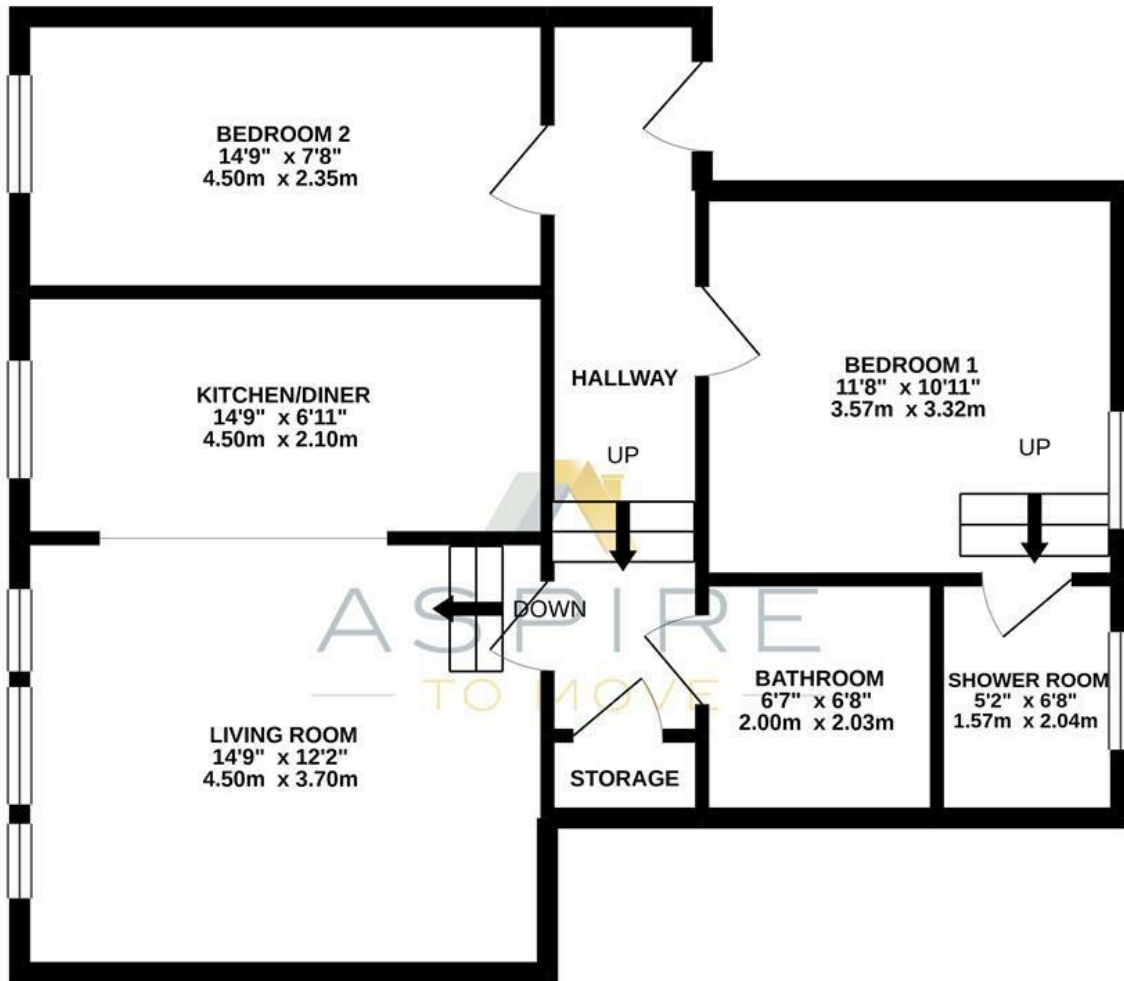 BEDROOM 2
14'9" x 7'8"
4.50m x 2.35m
KITCHEN/DINER
14'9" x 6'11"
4.50m x 2.10m
HALLWAY
UP
BEDROOM 1
11'8" x 10'11"
3.57m x 3.32m
UP
DOWN
ASPIRE
TO MOVE
LIVING ROOM
14'9" x 12'2"
4.50m x 3.70m
STORAGE
BATHROOM
6'7" x 6'8"
2.00m x 2.03m
SHOWER ROOM
5'2" x 6'8"
1.57m x 2.04m